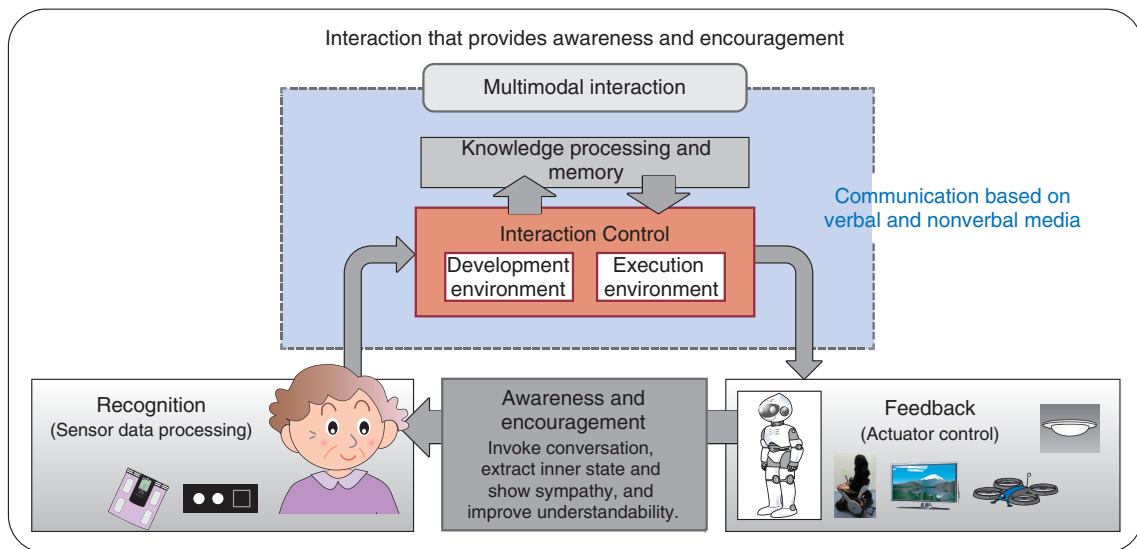 Interaction that provides awareness and encouragement
Multimodal interaction
Knowledge processing and
memory
Communication based on
verbal and nonverbal media
Interaction Control
Development
environment
Execution
environment
Recognition
(Sensor data processing)
Awareness and
encouragement
Invoke conversation,
extract inner state and
show sympathy, and
improve understandability.
Feedback
(Actuator control)